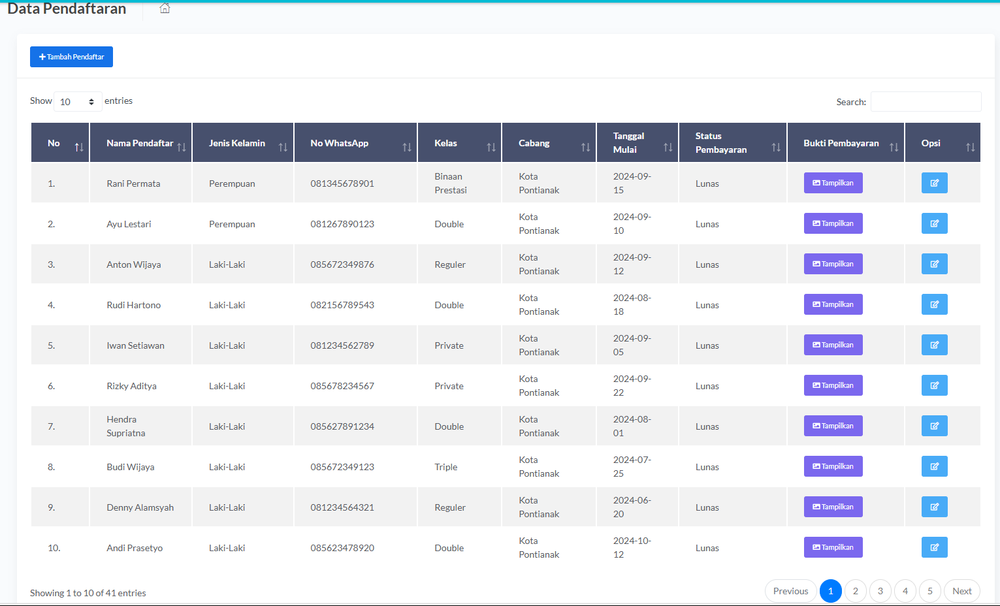 Data Pendaftaran
Tambah Pendaftar
Show 10 entries
Search:
No Nama Pendaftar Jenis Kelamin No WhatsApp Kelas Cabang Tanggal Mulai Status Pembayaran Bukti Pembayaran Opsi
1. Rani Permata Perempuan 081345678901 Binaan Prestasi Kota Pontianak 2024-09-15 Lunas Tampilkan
2. Ayu Lestari Perempuan 081267890123 Double Kota Pontianak 2024-09-10 Lunas Tampilkan
3. Anton Wijaya Laki-Laki 085672349876 Reguler Kota Pontianak 2024-09-12 Lunas Tampilkan
4. Rudi Hartono Laki-Laki 082156789543 Double Kota Pontianak 2024-08-18 Lunas Tampilkan
5. Iwan Setiawan Laki-Laki 081234562789 Private Kota Pontianak 2024-09-05 Lunas Tampilkan
6. Rizky Aditya Laki-Laki 085678234567 Private Kota Pontianak 2024-09-22 Lunas Tampilkan
7. Hendra Supriatna Laki-Laki 085627891234 Double Kota Pontianak 2024-08-01 Lunas Tampilkan
8. Budi Wijaya Laki-Laki 085672349123 Triple Kota Pontianak 2024-07-25 Lunas Tampilkan
9. Denny Alamsyah Laki-Laki 081234564321 Reguler Kota Pontianak 2024-06-20 Lunas Tampilkan
10. Andi Prasetyo Laki-Laki 085623478920 Double Kota Pontianak 2024-10-12 Lunas Tampilkan
Showing 1 to 10 of 41 entries
Previous 1 2 3 4 5 Next